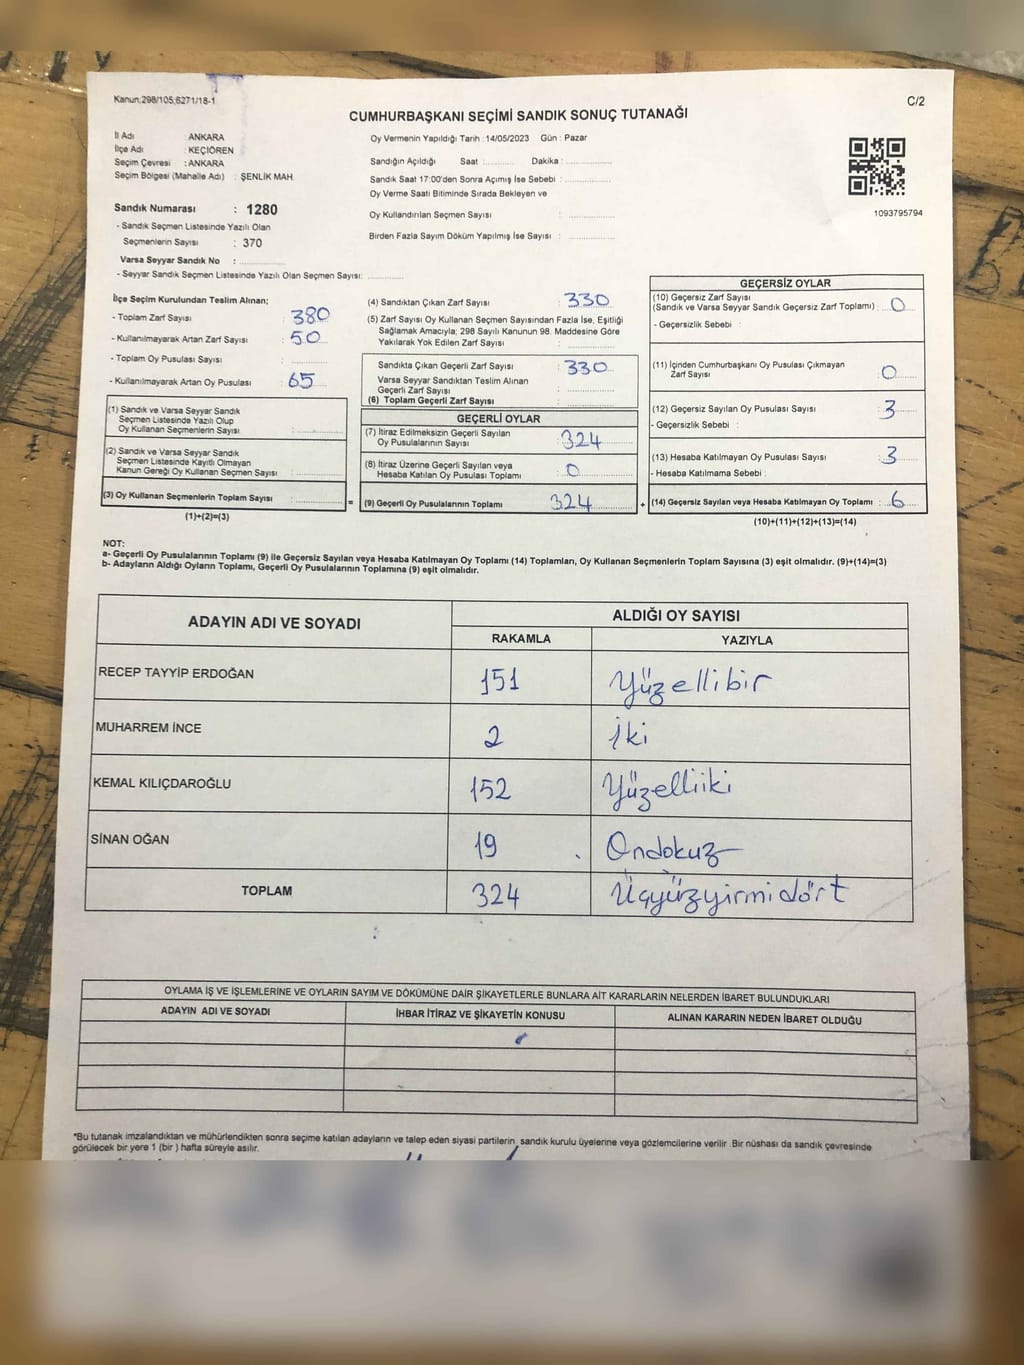 Kanun:298/105,6271/18-1
C/2
CUMHURBAŞKANI SEÇİMİ SANDIK SONUÇ TUTANAĞI
İl Adı : ANKARA
İlçe Adı : KEÇİÖREN
Seçim Çevresi : ANKARA
Seçim Bölgesi (Mahalle Adı) : ŞENLİK MAH.
Sandık Numarası : 1280
- Sandık Seçmen Listesinde Yazılı Olan
Seçmenlerin Sayısı : 370
Varsa Seyyar Sandık No :
- Seyyar Sandık Seçmen Listesinde Yazılı Olan Seçmen Sayısı:
Oy Vermenin Yapıldığı Tarih :14/05/2023 Gün : Pazar
Sandığın Açıldığı Saat : Dakika :
Sandık Saat 17:00'den Sonra Açımış İse Sebebi :
Oy Verme Saati Bitiminde Sırada Bekleyen ve
Oy Kullandırılan Seçmen Sayısı :
Birden Fazla Sayım Döküm Yapılmış İse Sayısı :
1093795794
İlçe Seçim Kurulundan Teslim Alınan;
- Toplam Zarf Sayısı : 380
- Kullanılmayarak Artan Zarf Sayısı : 50
- Toplam Oy Pusulası Sayısı :
- Kullanılmayarak Artan Oy Pusulası : 65
(1) Sandık ve Varsa Seyyar Sandık
Seçmen Listesinde Yazılı Olup
Oy Kullanan Seçmenlerin Sayısı :
(2) Sandık ve Varsa Seyyar Sandık
Seçmen Listesinde Kayıtlı Olmayan
Kanun Gereği Oy Kullanan Seçmen Sayısı :
(3) Oy Kullanan Seçmenlerin Toplam Sayısı : =
(1)+(2)=(3)
(4) Sandıktan Çıkan Zarf Sayısı : 330
(5) Zarf Sayısı Oy Kullanan Seçmen Sayısından Fazla İse, Eşitliği
Sağlamak Amacıyla; 298 Sayılı Kanunun 98. Maddesine Göre
Yakılarak Yok Edilen Zarf Sayısı :
Sandıkta Çıkan Geçerli Zarf Sayısı : 330
Varsa Seyyar Sandıktan Teslim Alınan
Geçerli Zarf Sayısı :
(6) Toplam Geçerli Zarf Sayısı :
GEÇERLİ OYLAR
(7) İtiraz Edilmeksizin Geçerli Sayılan
Oy Pusulalarının Sayısı : 324
(8) İtiraz Üzerine Geçerli Sayılan veya
Hesaba Katılan Oy Pusulası Toplamı : 0
(9) Geçerli Oy Pusulalarının Toplamı : 324 +
GEÇERSİZ OYLAR
(10) Geçersiz Zarf Sayısı
(Sandık ve Varsa Seyyar Sandık Geçersiz Zarf Toplamı) : 0
- Geçersizlik Sebebi :
(11) İçinden Cumhurbaşkanı Oy Pusulası Çıkmayan
Zarf Sayısı : 0
(12) Geçersiz Sayılan Oy Pusulası Sayısı : 3
- Geçersizlik Sebebi :
(13) Hesaba Katılmayan Oy Pusulası Sayısı : 3
- Hesaba Katılmama Sebebi :
(14) Geçersiz Sayılan veya Hesaba Katılmayan Oy Toplamı : 6
(10)+(11)+(12)+(13)=(14)
NOT:
a- Geçerli Oy Pusulalarının Toplamı (9) ile Geçersiz Sayılan veya Hesaba Katılmayan Oy Toplamı (14) Toplamları, Oy Kullanan Seçmenlerin Toplam Sayısına (3) eşit olmalıdır. (9)+(14)=(3)
b- Adayların Aldığı Oyların Toplamı, Geçerli Oy Pusulalarının Toplamına (9) eşit olmalıdır.
ADAYIN ADI VE SOYADI
ALDIĞI OY SAYISI
RAKAMLA YAZIYLA
RECEP TAYYİP ERDOĞAN 151 Yüzellibir
MUHARREM İNCE 2 İki
KEMAL KILIÇDAROĞLU 152 Yüzelliiki
SİNAN OĞAN 19 Ondokuz
TOPLAM 324 Üçyüzyirmidört
OYLAMA İŞ VE İŞLEMLERİNE VE OYLARIN SAYIM VE DÖKÜMÜNE DAİR ŞİKAYETLERLE BUNLARA AİT KARARLARIN NELERDEN İBARET BULUNDUKLARI
ADAYIN ADI VE SOYADI İHBAR İTİRAZ VE ŞİKAYETİN KONUSU ALINAN KARARIN NEDEN İBARET OLDUĞU
*Bu tutanak imzalandıktan ve mühürlendikten sonra seçime katılan adayların ve talep eden siyasi partilerin sandık kurulu üyelerine veya gözlemcilerine verilir. Bir nüshası da sandık çevresinde
görülecek bir yere 1 (bir) hafta süreyle asılır.